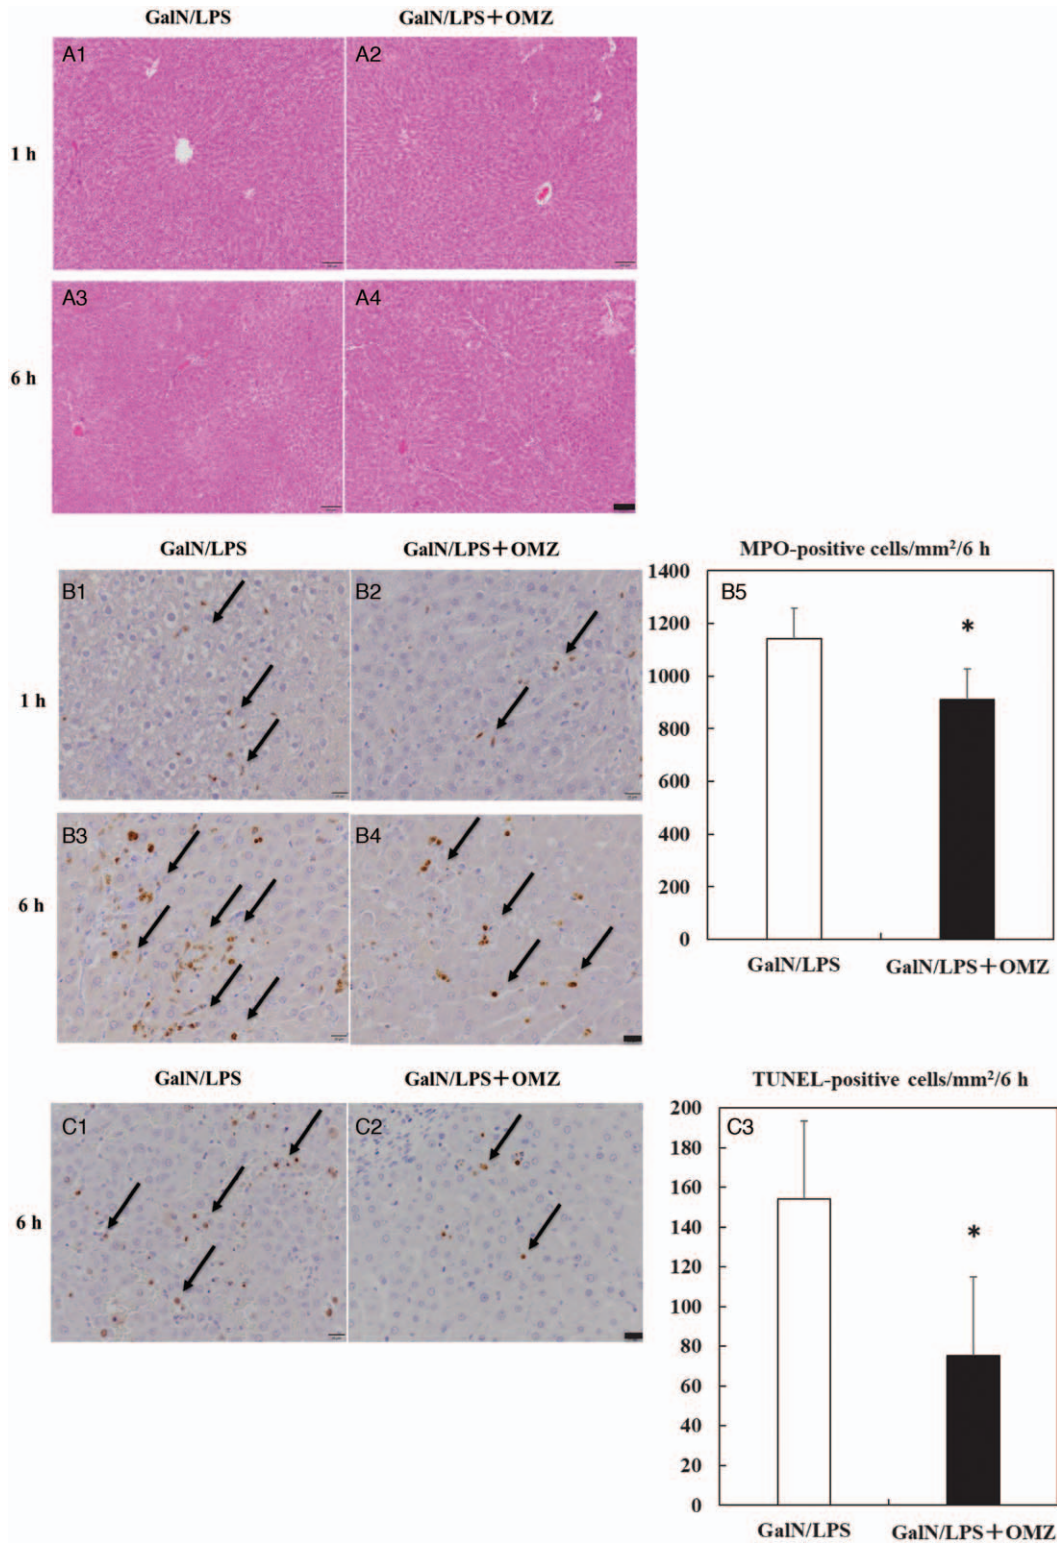 GalN/LPS GalN/LPS+OMZ
A1 A2
1 h
A3 A4
6 h
GalN/LPS GalN/LPS+OMZ
B1 B2
1 h
B3 B4
6 h
MPO-positive cells/mm²/6 h
B5
1400
1200
1000
800
600
400
200
0
*
GalN/LPS GalN/LPS+OMZ
GalN/LPS GalN/LPS+OMZ
C1 C2
6 h
TUNEL-positive cells/mm²/6 h
C3
200
180
160
140
120
100
80
60
40
20
0
*
GalN/LPS GalN/LPS+OMZ